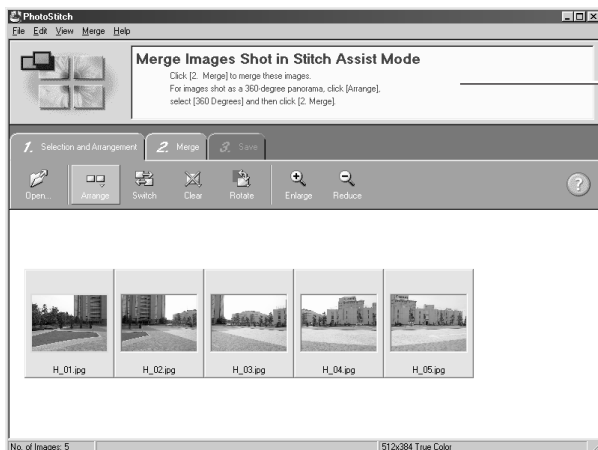 PhotoStitch
File Edit View Merge Help
Merge Images Shot in Stitch Assist Mode
Click [2. Merge] to merge these images.
For images shot as a 360-degree panorama, click [Arrange],
select [360 Degrees] and then click [2. Merge].
1. Selection and Arrangement 2. Merge 3. Save
Open... Arrange Switch Clear Rotate Enlarge Reduce
?
H_01.jpg H_02.jpg H_03.jpg H_04.jpg H_05.jpg
No. of Images: 5 512x384 True Color